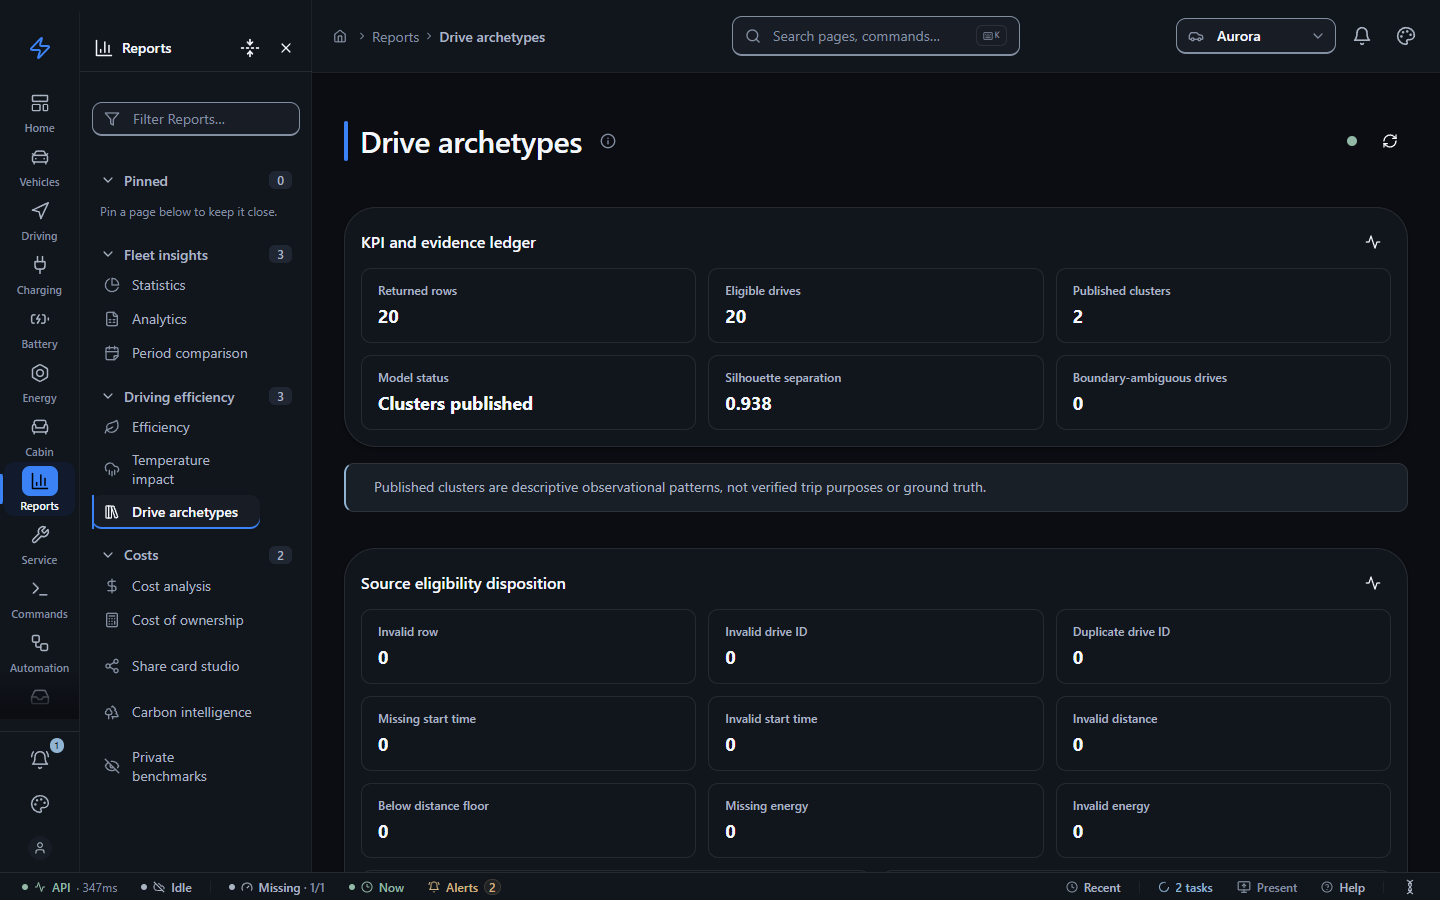 Home
Vehicles
Driving
Charging
Battery
Energy
Cabin
Reports
Service
Commands
Automation
1
Reports
Filter Reports...
Pinned 0
Pin a page below to keep it close.
Fleet insights 3
Statistics
Analytics
Period comparison
Driving efficiency 3
Efficiency
Temperature
impact
Drive archetypes
Costs 2
Cost analysis
Cost of ownership
Share card studio
Carbon intelligence
Private
benchmarks
Reports Drive archetypes
Search pages, commands... K
Aurora
Drive archetypes
KPI and evidence ledger
Returned rows
20
Eligible drives
20
Published clusters
2
Model status
Clusters published
Silhouette separation
0.938
Boundary-ambiguous drives
0
Published clusters are descriptive observational patterns, not verified trip purposes or ground truth.
Source eligibility disposition
Invalid row
0
Invalid drive ID
0
Duplicate drive ID
0
Missing start time
0
Invalid start time
0
Invalid distance
0
Below distance floor
0
Missing energy
0
Invalid energy
0
API · 347ms Idle Missing · 1/1 Now Alerts 2 Recent 2 tasks Present Help